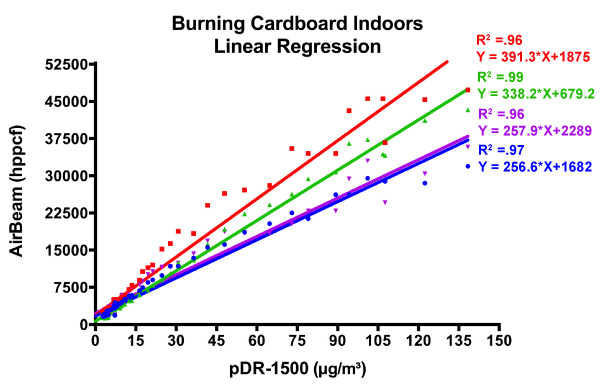 Burning Cardboard Indoors
Linear Regression
R² =.96
Y = 391.3*X+1875
R² =.99
Y = 338.2*X+679.2
R² =.96
Y = 257.9*X+2289
R² =.97
Y = 256.6*X+1682
AirBeam (hppcf)
52500
45000
37500
30000
22500
15000
7500
0
0 15 30 45 60 75 90 105 120 135 150
pDR-1500 (µg/m³)